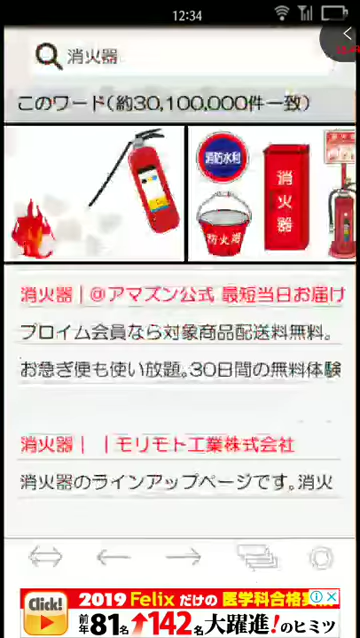 12:34
消火器
このワード(約30,100,000件一致)
消防水利
消火器
防火用
消火器|@アマズン公式 最短当日お届け
プロイム会員なら対象商品配送料無料。
お急ぎ便も使い放題。30日間の無料体験
消火器| |モリモト工業株式会社
消火器のラインアップページです。消火
Click!
2019 Felix だけの 医学科合格実績
前年81名↑142名大躍進!のヒミツ